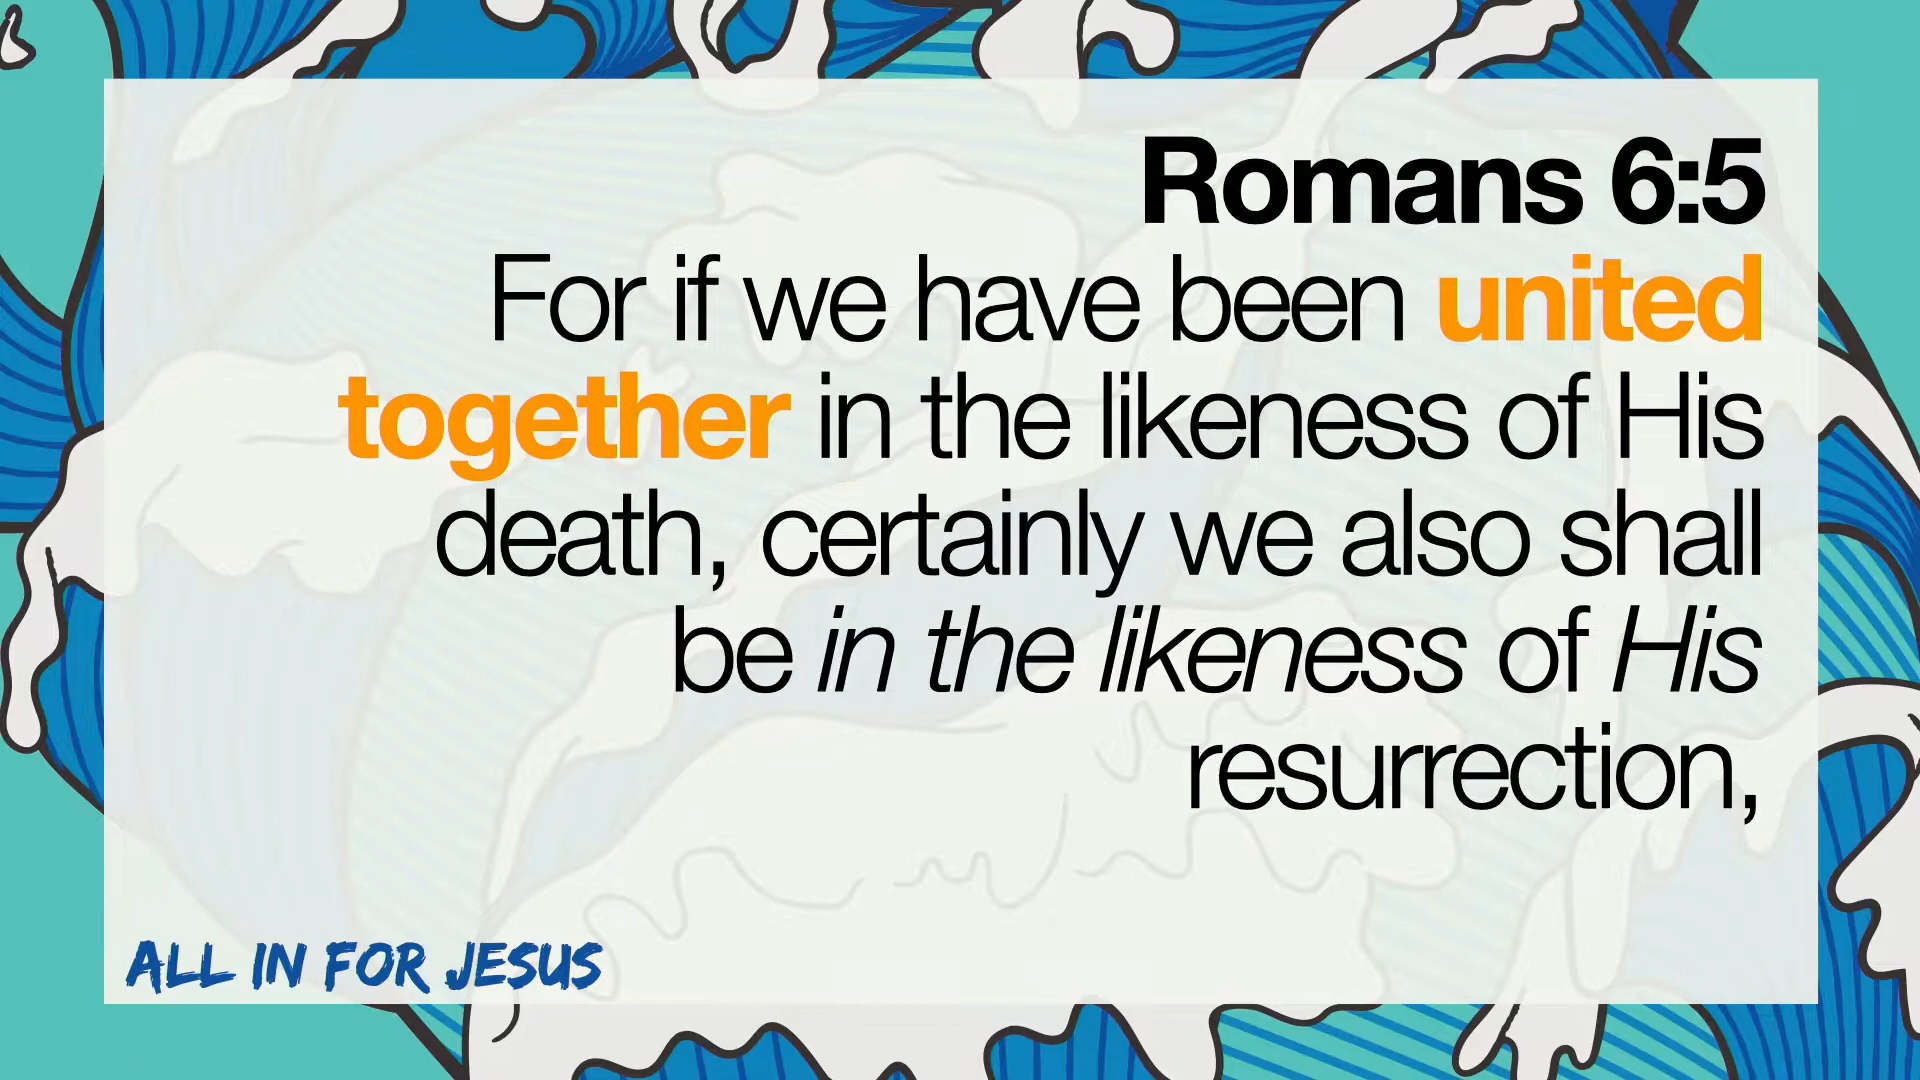 Romans 6:5
For if we have been united
together in the likeness of His
death, certainly we also shall
be in the likeness of His
resurrection,
ALL IN FOR JESUS